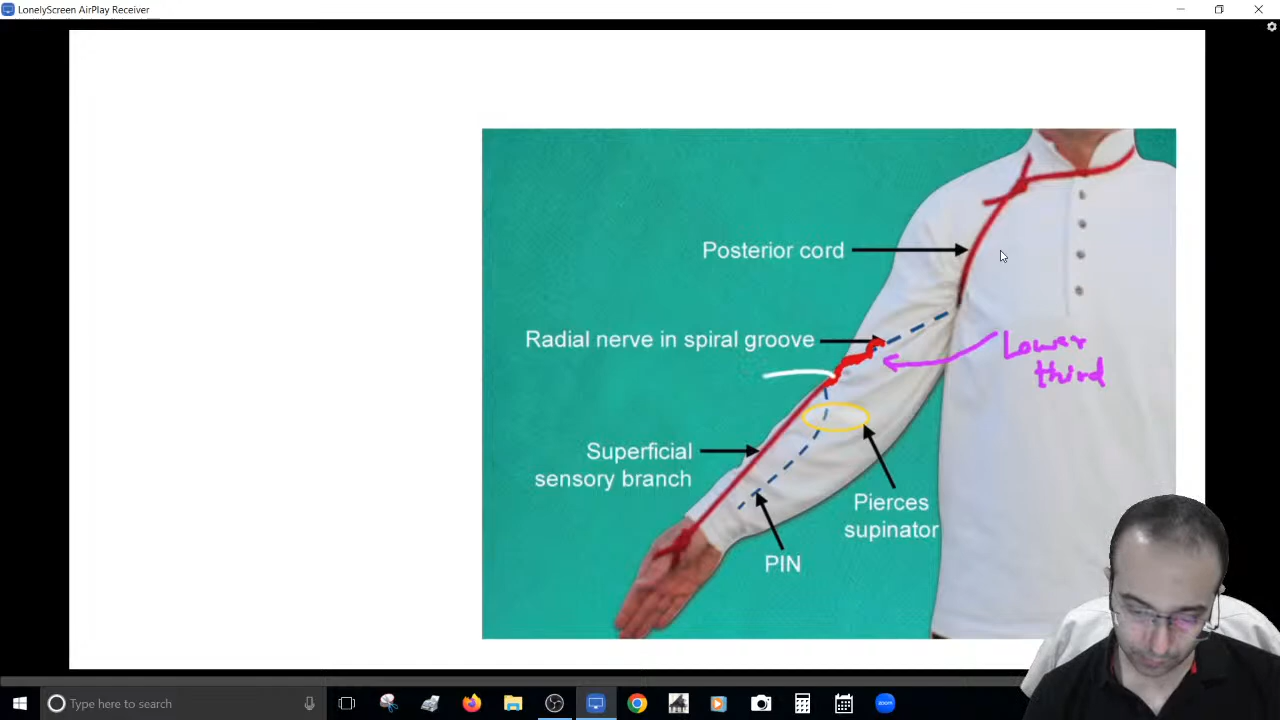 LonelyScreen AirPlay Receiver
Posterior cord
Radial nerve in spiral groove
Lower
third
Superficial
sensory branch
Pierces
supinator
PIN
Type here to search
zoom